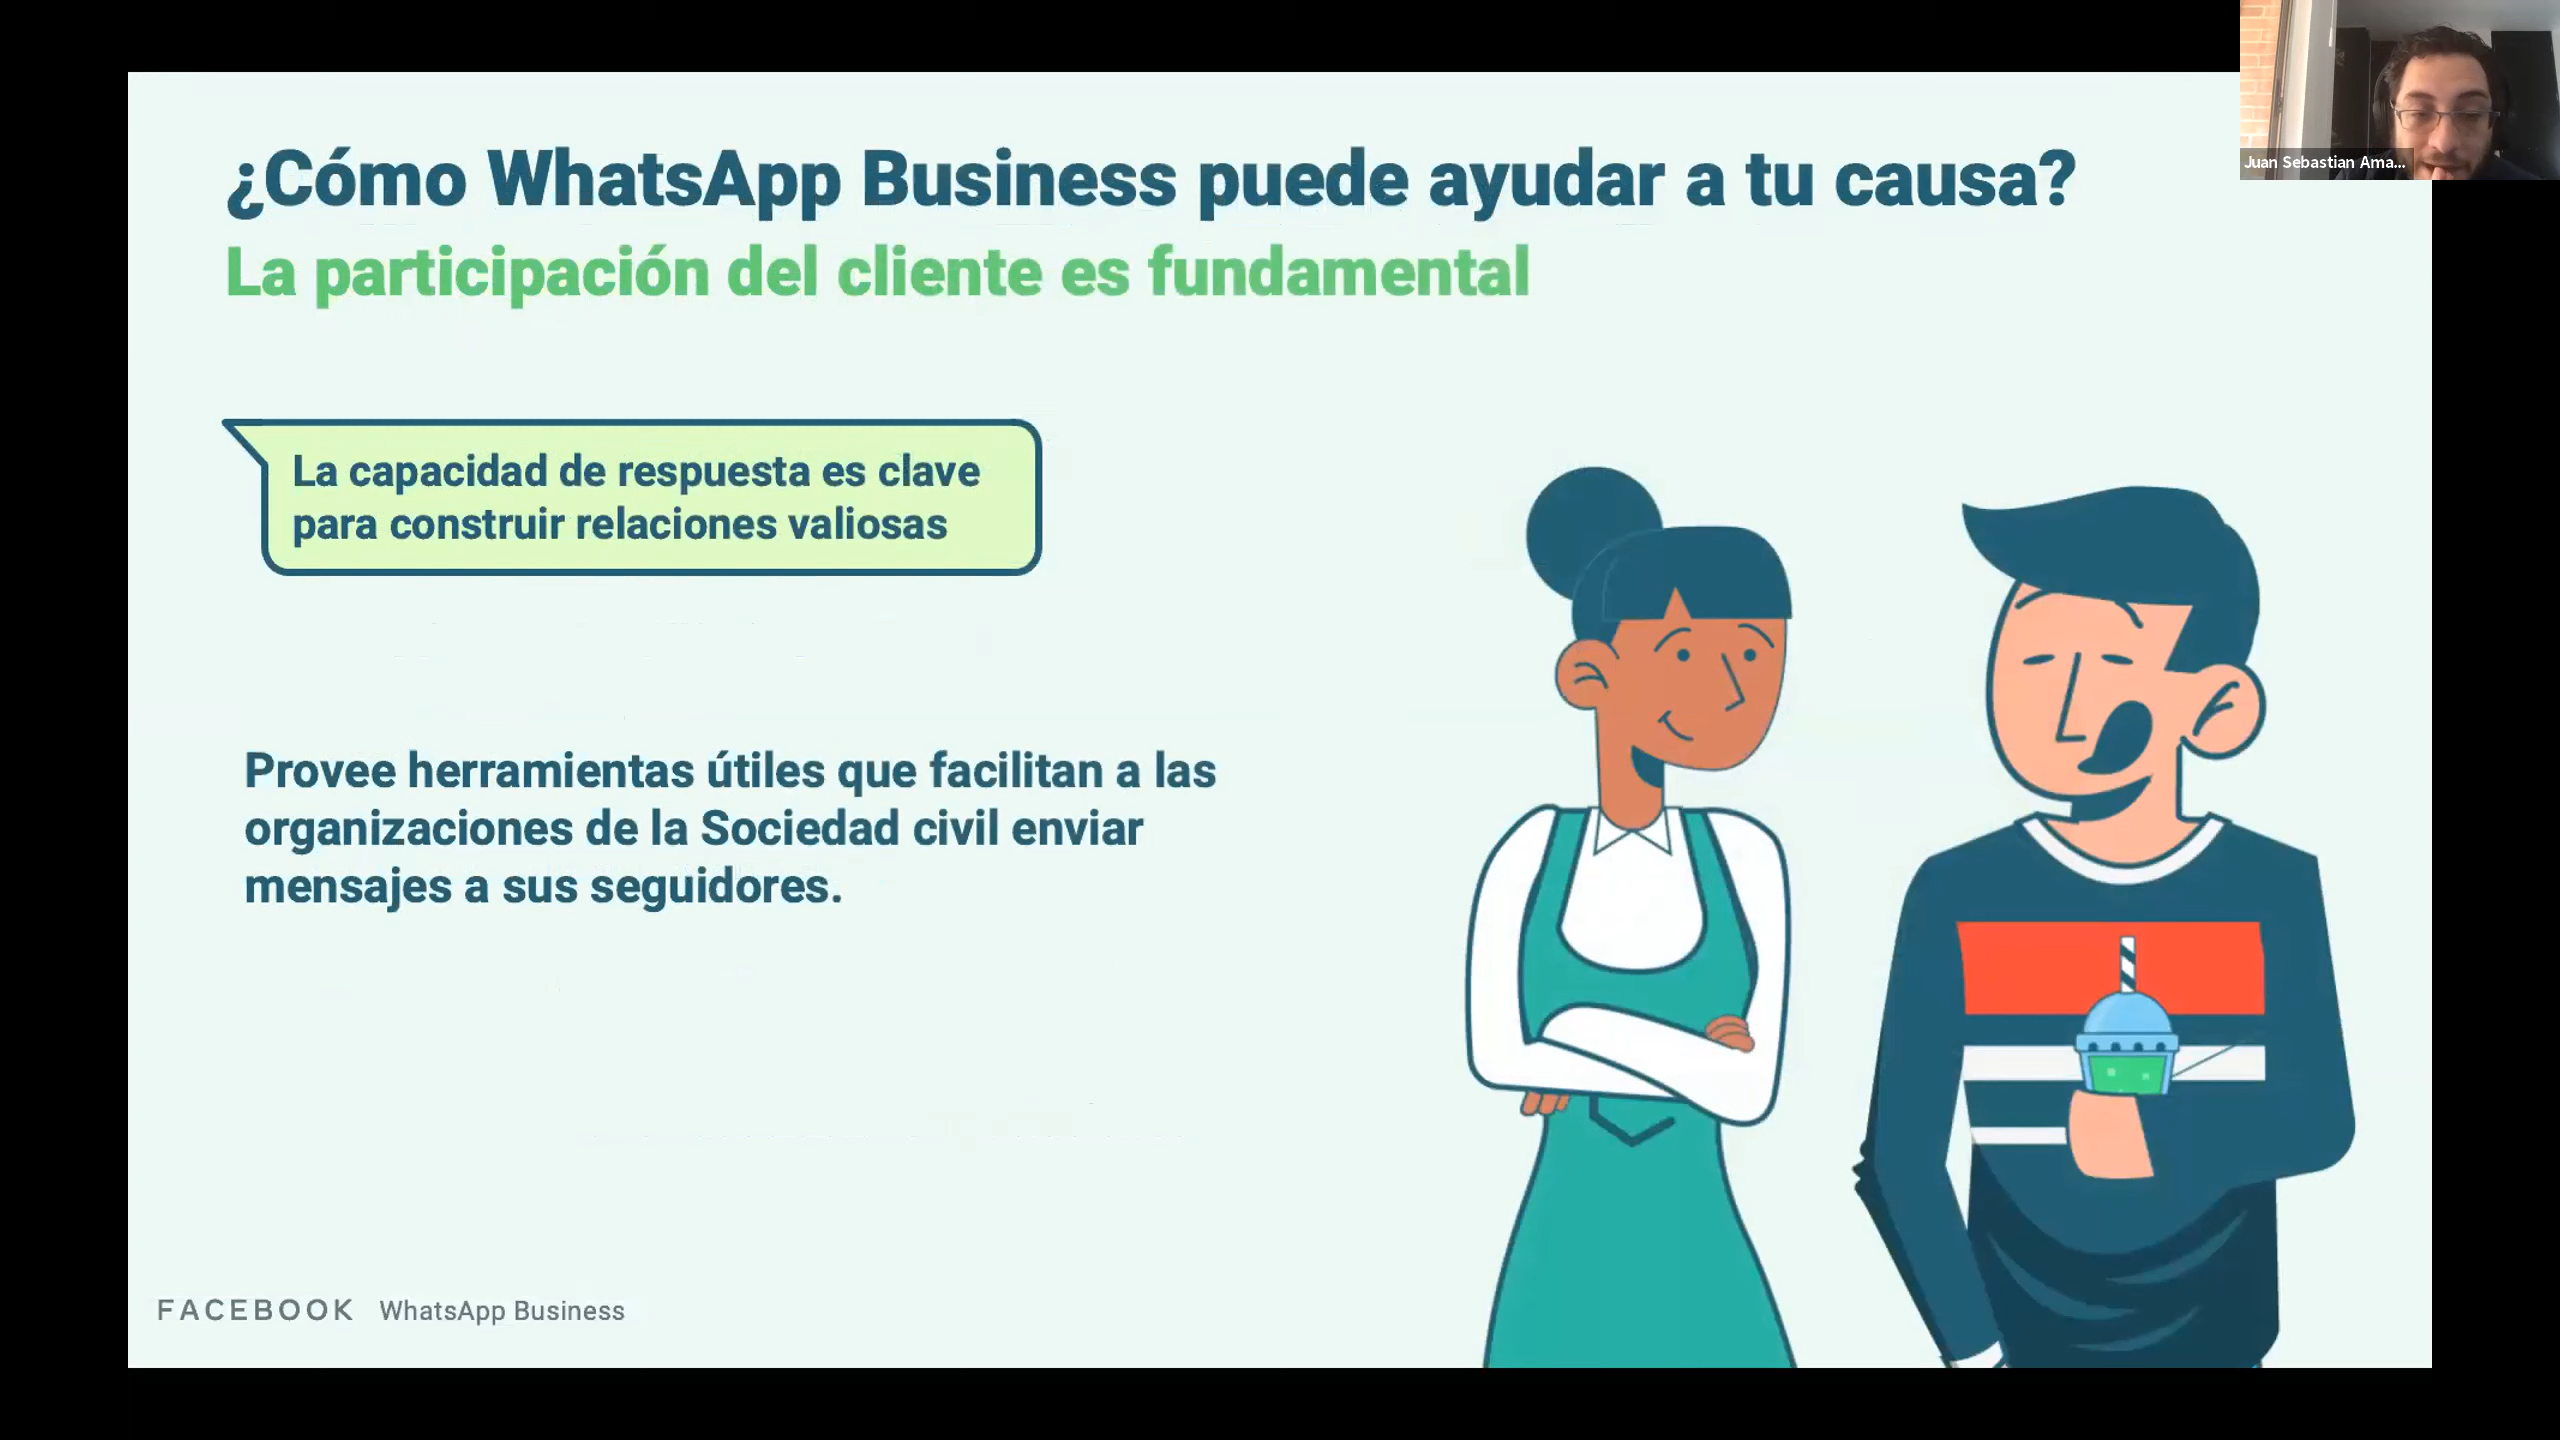 ¿Cómo WhatsApp Business puede ayudar a tu causa?
La participación del cliente es fundamental
La capacidad de respuesta es clave
para construir relaciones valiosas
Provee herramientas útiles que facilitan a las
organizaciones de la Sociedad civil enviar
mensajes a sus seguidores.
FACEBOOK WhatsApp Business
Juan Sebastian Ama...